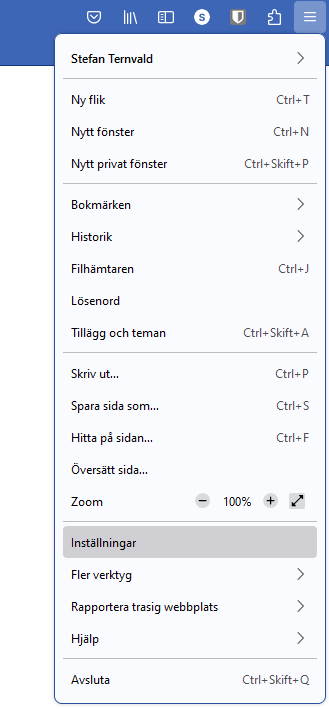 S
Stefan Ternvald
Ny flik Ctrl+T
Nytt fönster Ctrl+N
Nytt privat fönster Ctrl+Skift+P
Bokmärken
Historik
Filhämtaren Ctrl+J
Lösenord
Tillägg och teman Ctrl+Skift+A
Skriv ut... Ctrl+P
Spara sida som... Ctrl+S
Hitta på sidan... Ctrl+F
Översätt sida...
Zoom − 100% +
Inställningar
Fler verktyg
Rapportera trasig webbplats
Hjälp
Avsluta Ctrl+Skift+Q